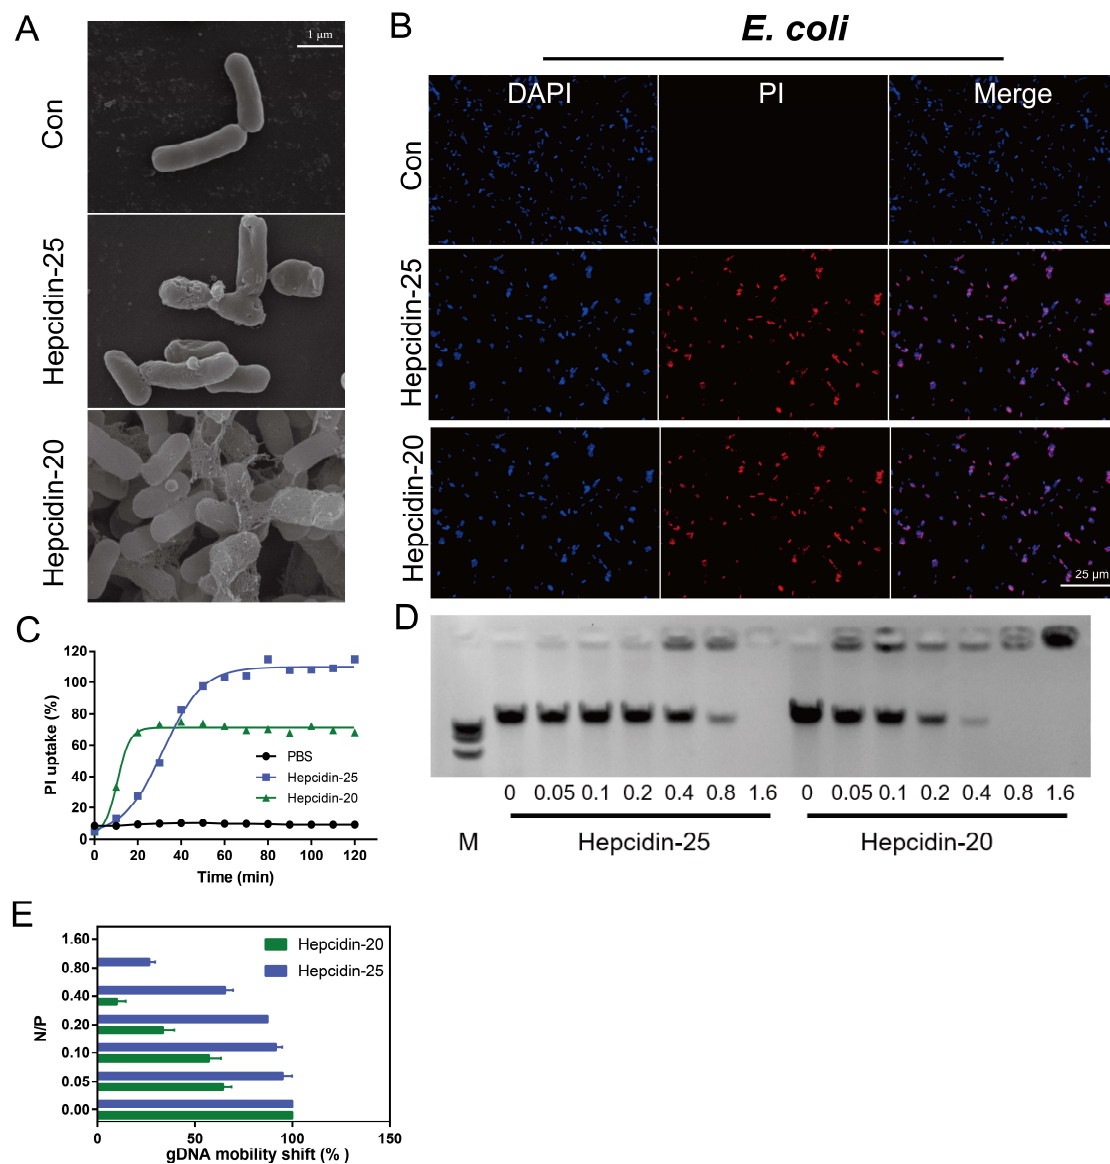 A
1 µm
Con
Hepcidin-25
Hepcidin-20
B
E. coli
DAPI
PI
Merge
Con
Hepcidin-25
Hepcidin-20
25 µm
C
120
100
80
60
40
20
0
PI uptake (%)
PBS
Hepcidin-25
Hepcidin-20
0 20 40 60 80 100 120
Time (min)
D
0 0.05 0.1 0.2 0.4 0.8 1.6 0 0.05 0.1 0.2 0.4 0.8 1.6
M Hepcidin-25 Hepcidin-20
E
1.60
0.80
0.40
0.20
0.10
0.05
0.00
N/P
Hepcidin-20
Hepcidin-25
0 50 100 150
gDNA mobility shift (% )